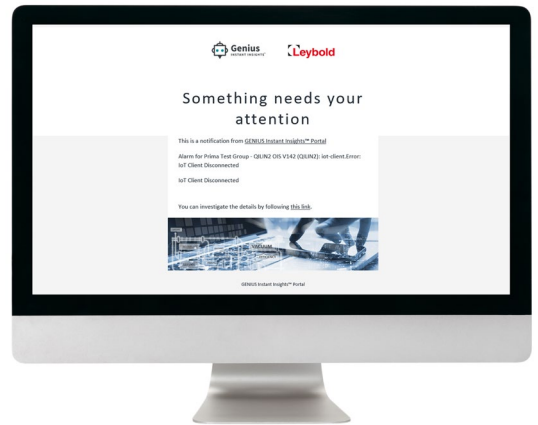 Genius
INSTANT INSIGHTS™
Leybold
Something needs your
attention
This is a notification from GENIUS Instant Insights™ Portal
Alarm for Prima Test Group - QILIN2 OIS V142 (QILIN2): iot-client.Error:
IoT Client Disconnected
IoT Client Disconnected
You can investigate the details by following this link.
VACUUM
GENIUS Instant Insights™ Portal